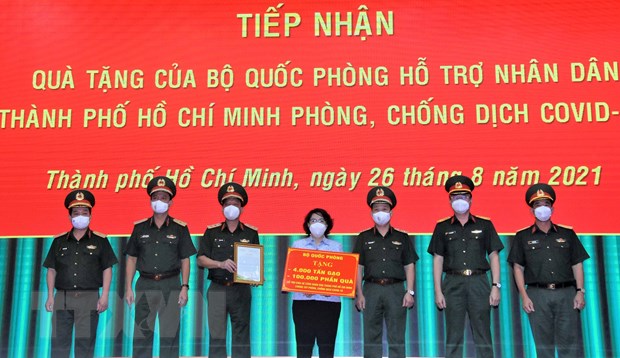 TIẾP NHẬN
QUÀ TẶNG CỦA BỘ QUỐC PHÒNG HỖ TRỢ NHÂN DÂN
THÀNH PHỐ HỒ CHÍ MINH PHÒNG, CHỐNG DỊCH COVID-
Thành phố Hồ Chí Minh, ngày 26 tháng 8 năm 2021
BỘ QUỐC PHÒNG
TẶNG
- 4.000 TẤN GẠO
- 100.000 PHẦN QUÀ